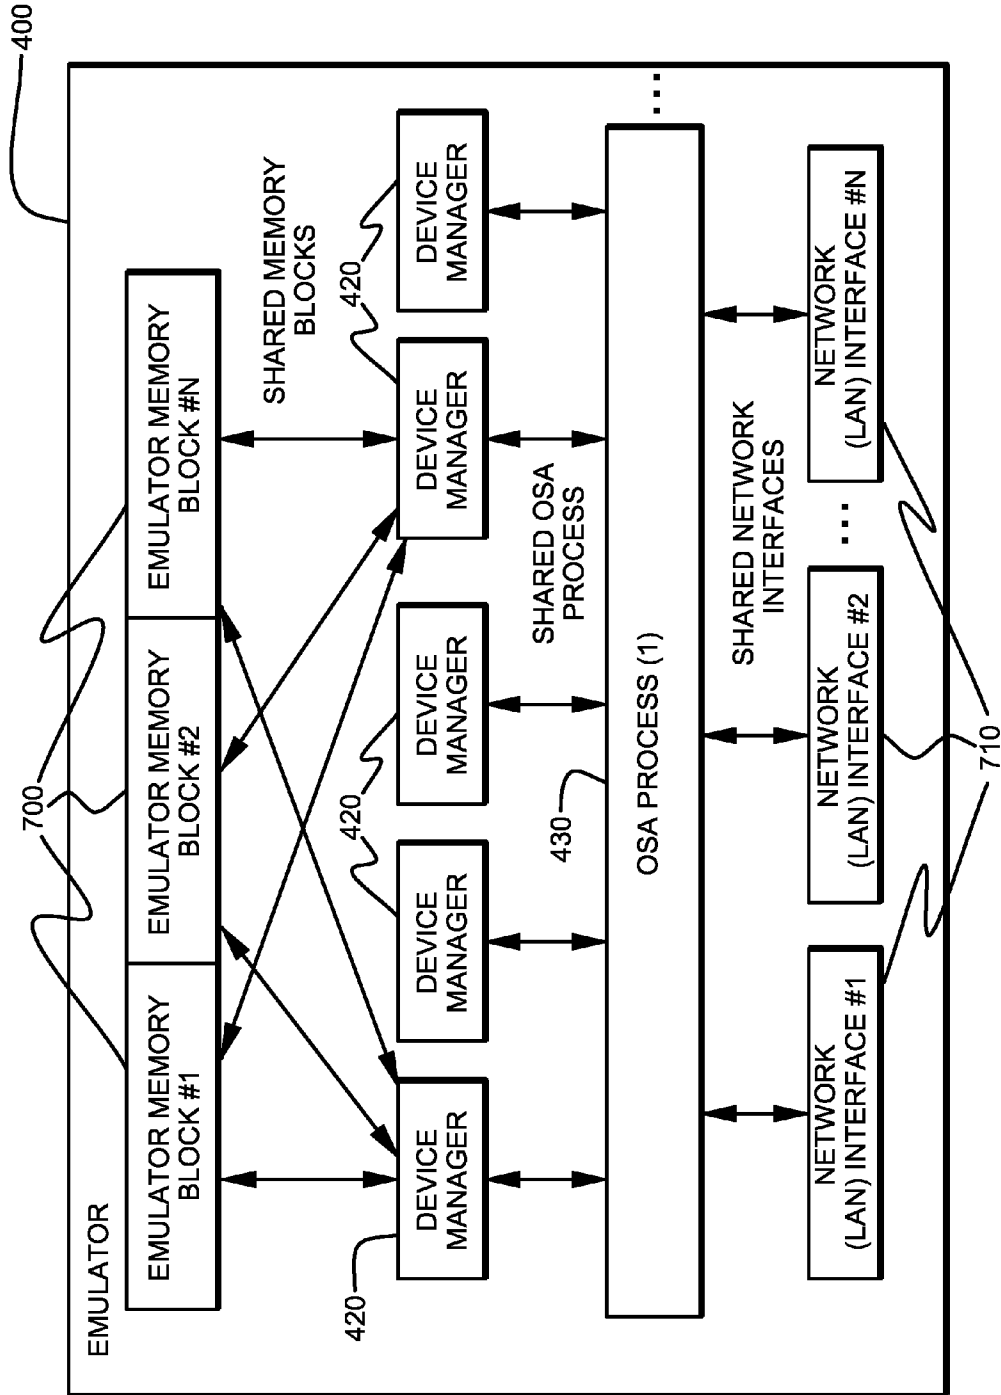 400
EMULATOR
700
EMULATOR MEMORY
BLOCK #1
EMULATOR MEMORY
BLOCK #2
EMULATOR MEMORY
BLOCK #N
SHARED MEMORY
BLOCKS
420
420
420
DEVICE
MANAGER
DEVICE
MANAGER
DEVICE
MANAGER
DEVICE
MANAGER
DEVICE
MANAGER
...
430
SHARED OSA
PROCESS
OSA PROCESS (1)
SHARED NETWORK
INTERFACES
NETWORK
(LAN) INTERFACE #1
NETWORK
(LAN) INTERFACE #2
...
NETWORK
(LAN) INTERFACE #N
710